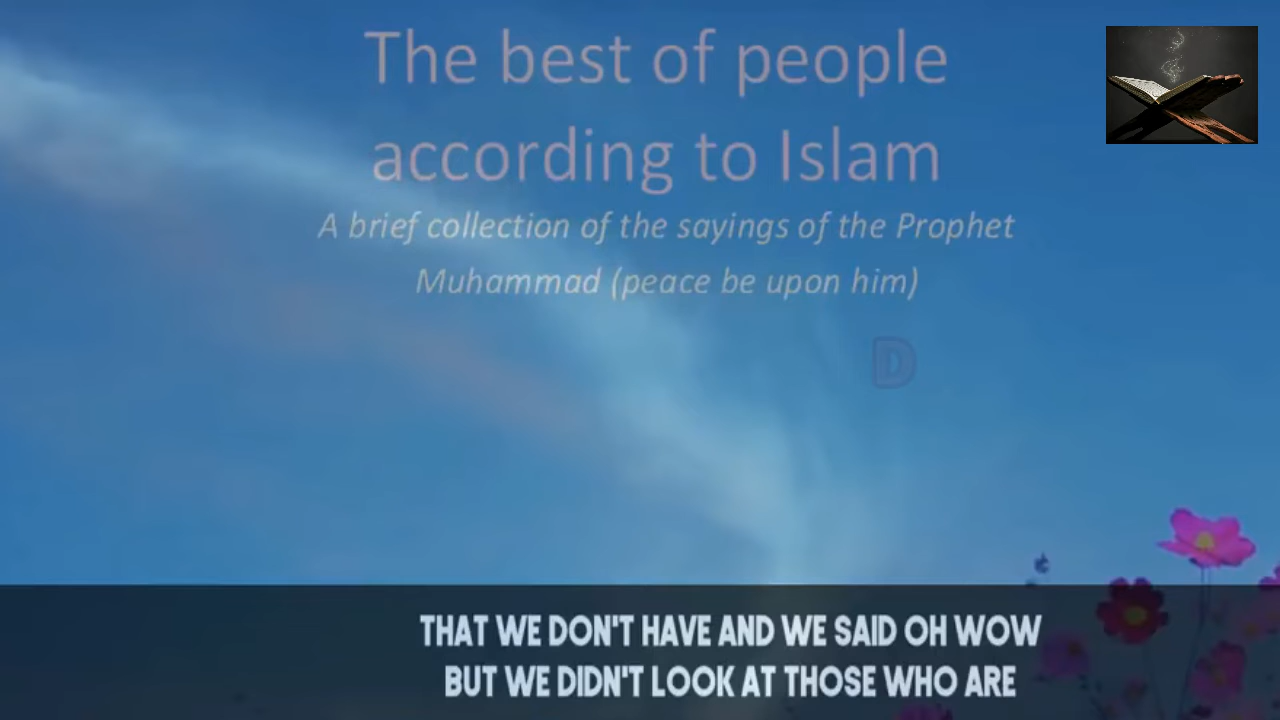 The best of people
according to Islam
A brief collection of the sayings of the Prophet
Muhammad (peace be upon him)
D
THAT WE DON'T HAVE AND WE SAID OH WOW
BUT WE DIDN'T LOOK AT THOSE WHO ARE